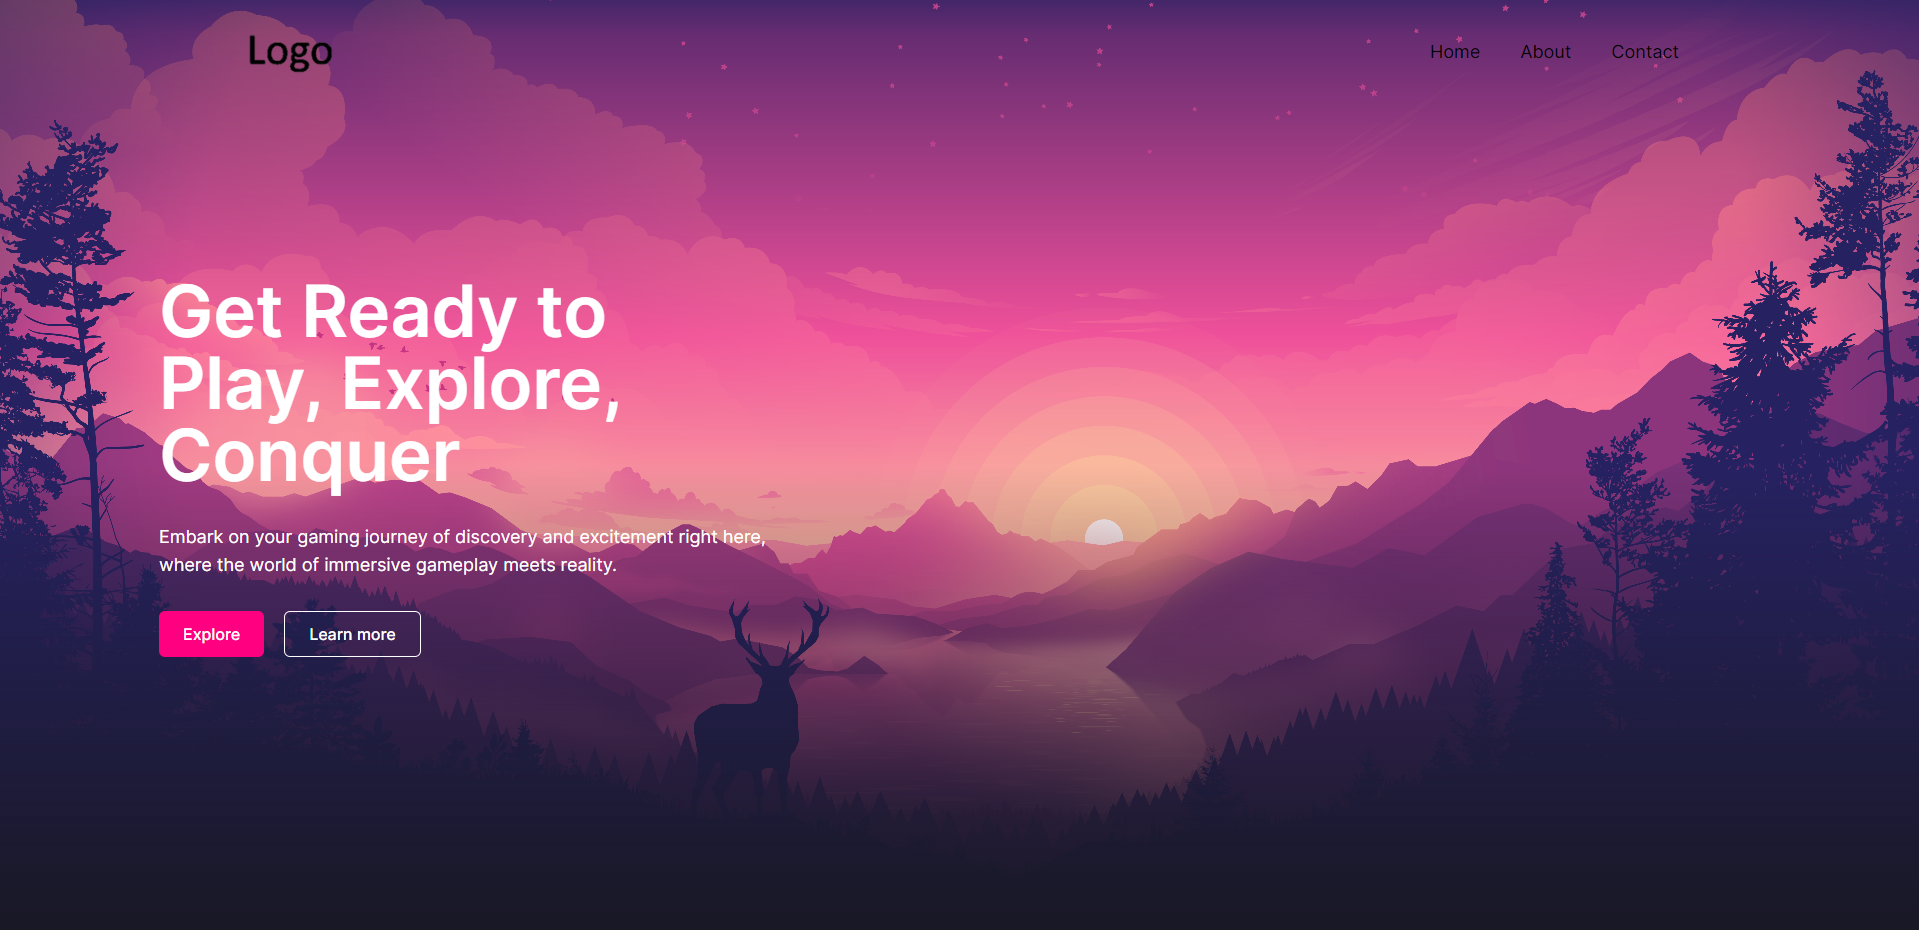 Logo
Home About Contact
Get Ready to
Play, Explore,
Conquer
Embark on your gaming journey of discovery and excitement right here,
where the world of immersive gameplay meets reality.
Explore Learn more